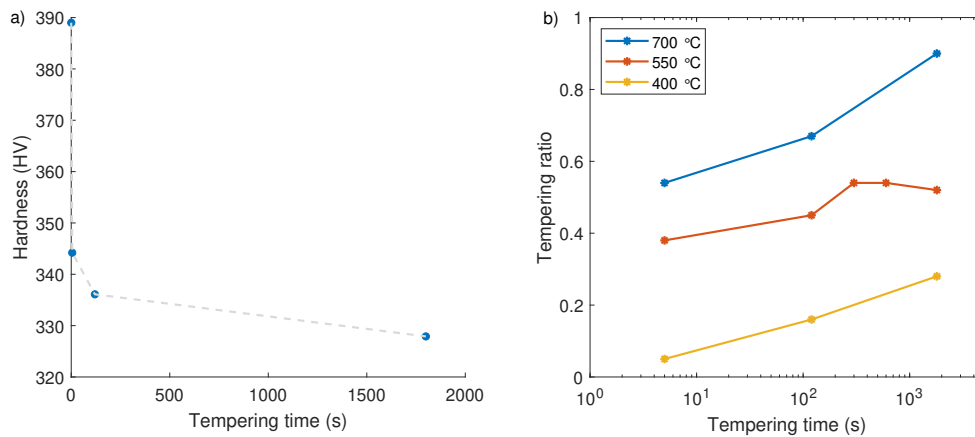 a)
390
380
370
360
350
340
330
320
Hardness (HV)
0
500
1000
1500
2000
Tempering time (s)
b)
700 °C
550 °C
400 °C
1
0.8
0.6
0.4
0.2
0
Tempering ratio
10^0
10^1
10^2
10^3
Tempering time (s)